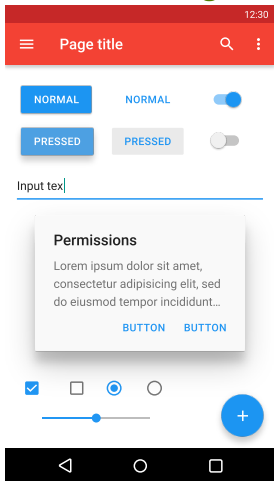 12:30
Page title
NORMAL NORMAL
PRESSED PRESSED
Input tex
Permissions
Lorem ipsum dolor sit amet,
consectetur adipisicing elit, sed
do eiusmod tempor incididunt…
BUTTON BUTTON